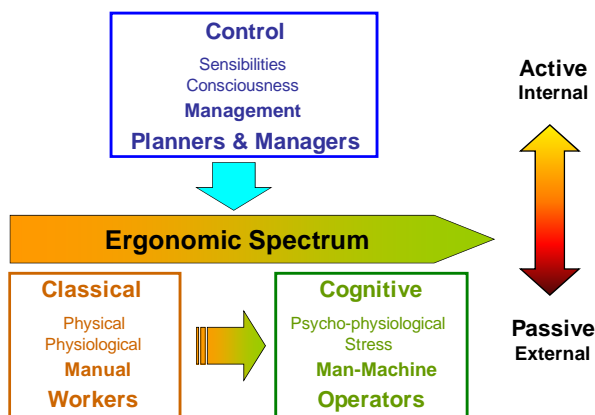 Control
Sensibilities
Consciousness
Management
Planners & Managers
Active
Internal
Ergonomic Spectrum
Classical
Physical
Physiological
Manual
Workers
Cognitive
Psycho-physiological
Stress
Man-Machine
Operators
Passive
External